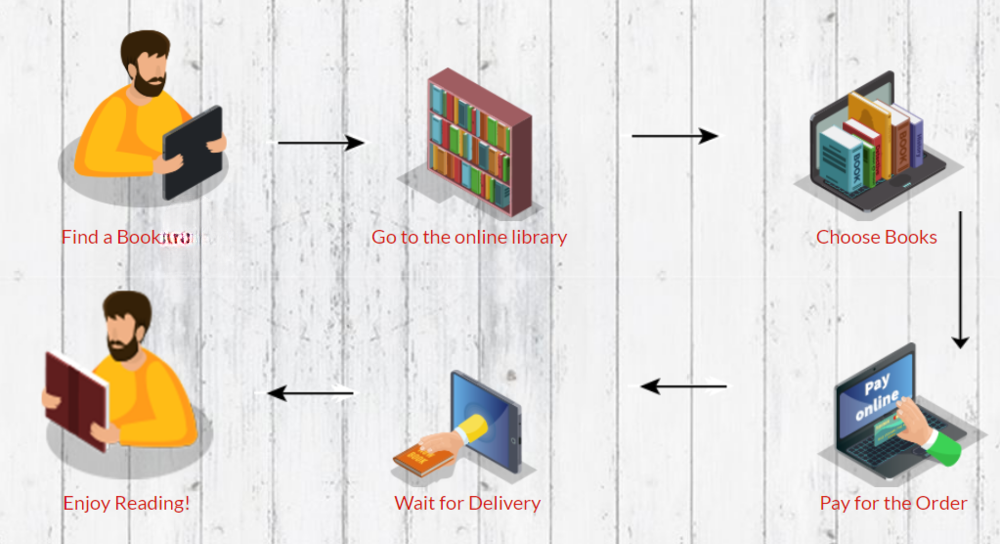 BOOK
BOOK
Find a Book
Go to the online library
Choose Books
Pay
online
BOOK
Enjoy Reading!
Wait for Delivery
Pay for the Order